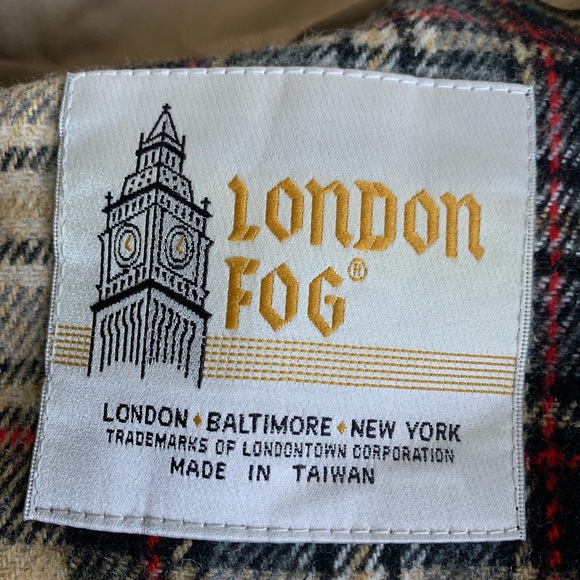 LONDON
FOG®
LONDON • BALTIMORE • NEW YORK
TRADEMARKS OF LONDONTOWN CORPORATION
MADE IN TAIWAN